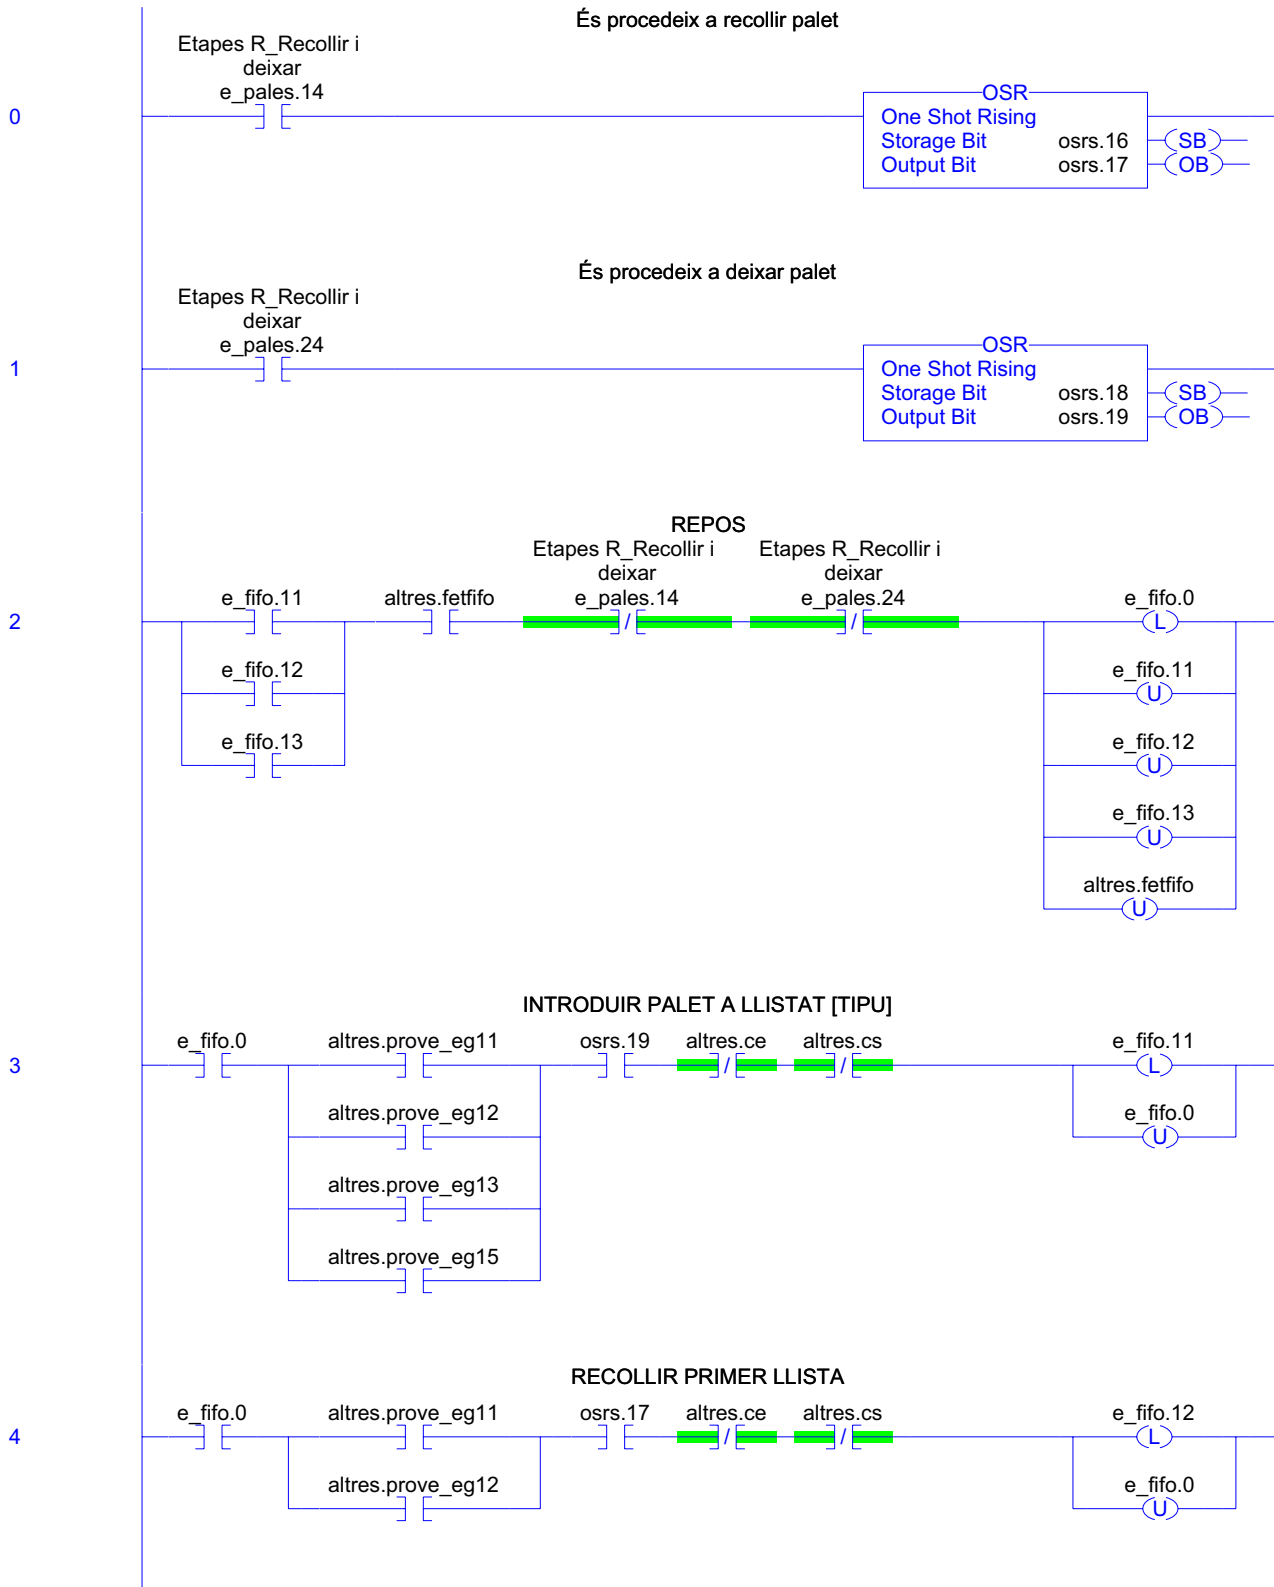 És procedeix a recollir palet
Etapes R_Recollir i
deixar
e_pales.14
0
OSR
One Shot Rising
Storage Bit osrs.16 SB
Output Bit osrs.17 OB
És procedeix a deixar palet
Etapes R_Recollir i
deixar
e_pales.24
1
OSR
One Shot Rising
Storage Bit osrs.18 SB
Output Bit osrs.19 OB
REPOS
Etapes R_Recollir i Etapes R_Recollir i
deixar deixar
e_fifo.11 altres.fetfifo e_pales.14 e_pales.24 e_fifo.0
2 / / L
e_fifo.12 e_fifo.11
U
e_fifo.13 e_fifo.12
U
e_fifo.13
U
altres.fetfifo
U
INTRODUIR PALET A LLISTAT [TIPU]
e_fifo.0 altres.prove_eg11 osrs.19 altres.ce altres.cs e_fifo.11
3 / / L
altres.prove_eg12 e_fifo.0
U
altres.prove_eg13
altres.prove_eg15
RECOLLIR PRIMER LLISTA
e_fifo.0 altres.prove_eg11 osrs.17 altres.ce altres.cs e_fifo.12
4 / / L
altres.prove_eg12 e_fifo.0
U